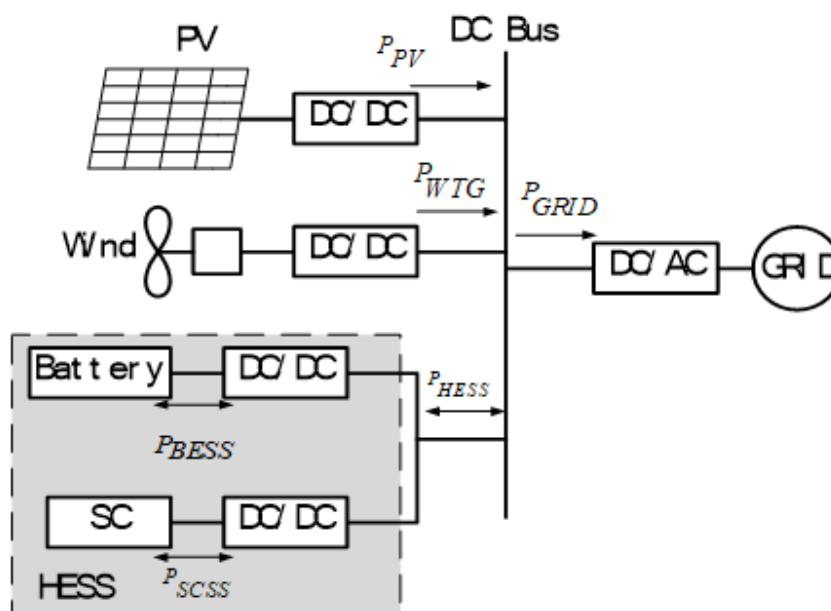 PV
DC Bus
P_PV
DC/DC
P_WTG
P_GRID
Wind
DC/DC
DC/AC
GRID
Battery
DC/DC
P_HESS
P_BESS
SC
DC/DC
P_SCSS
HESS